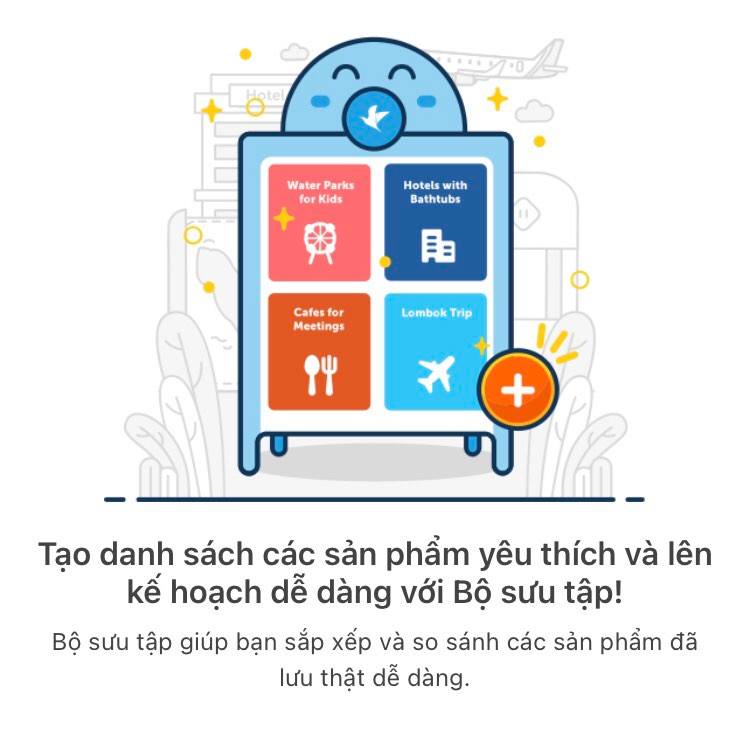 Hotel
Water Parks
for Kids
Hotels with
Bathtubs
Cafes for
Meetings
Lombok Trip
Tạo danh sách các sản phẩm yêu thích và lên
kế hoạch dễ dàng với Bộ sưu tập!
Bộ sưu tập giúp bạn sắp xếp và so sánh các sản phẩm đã
lưu thật dễ dàng.